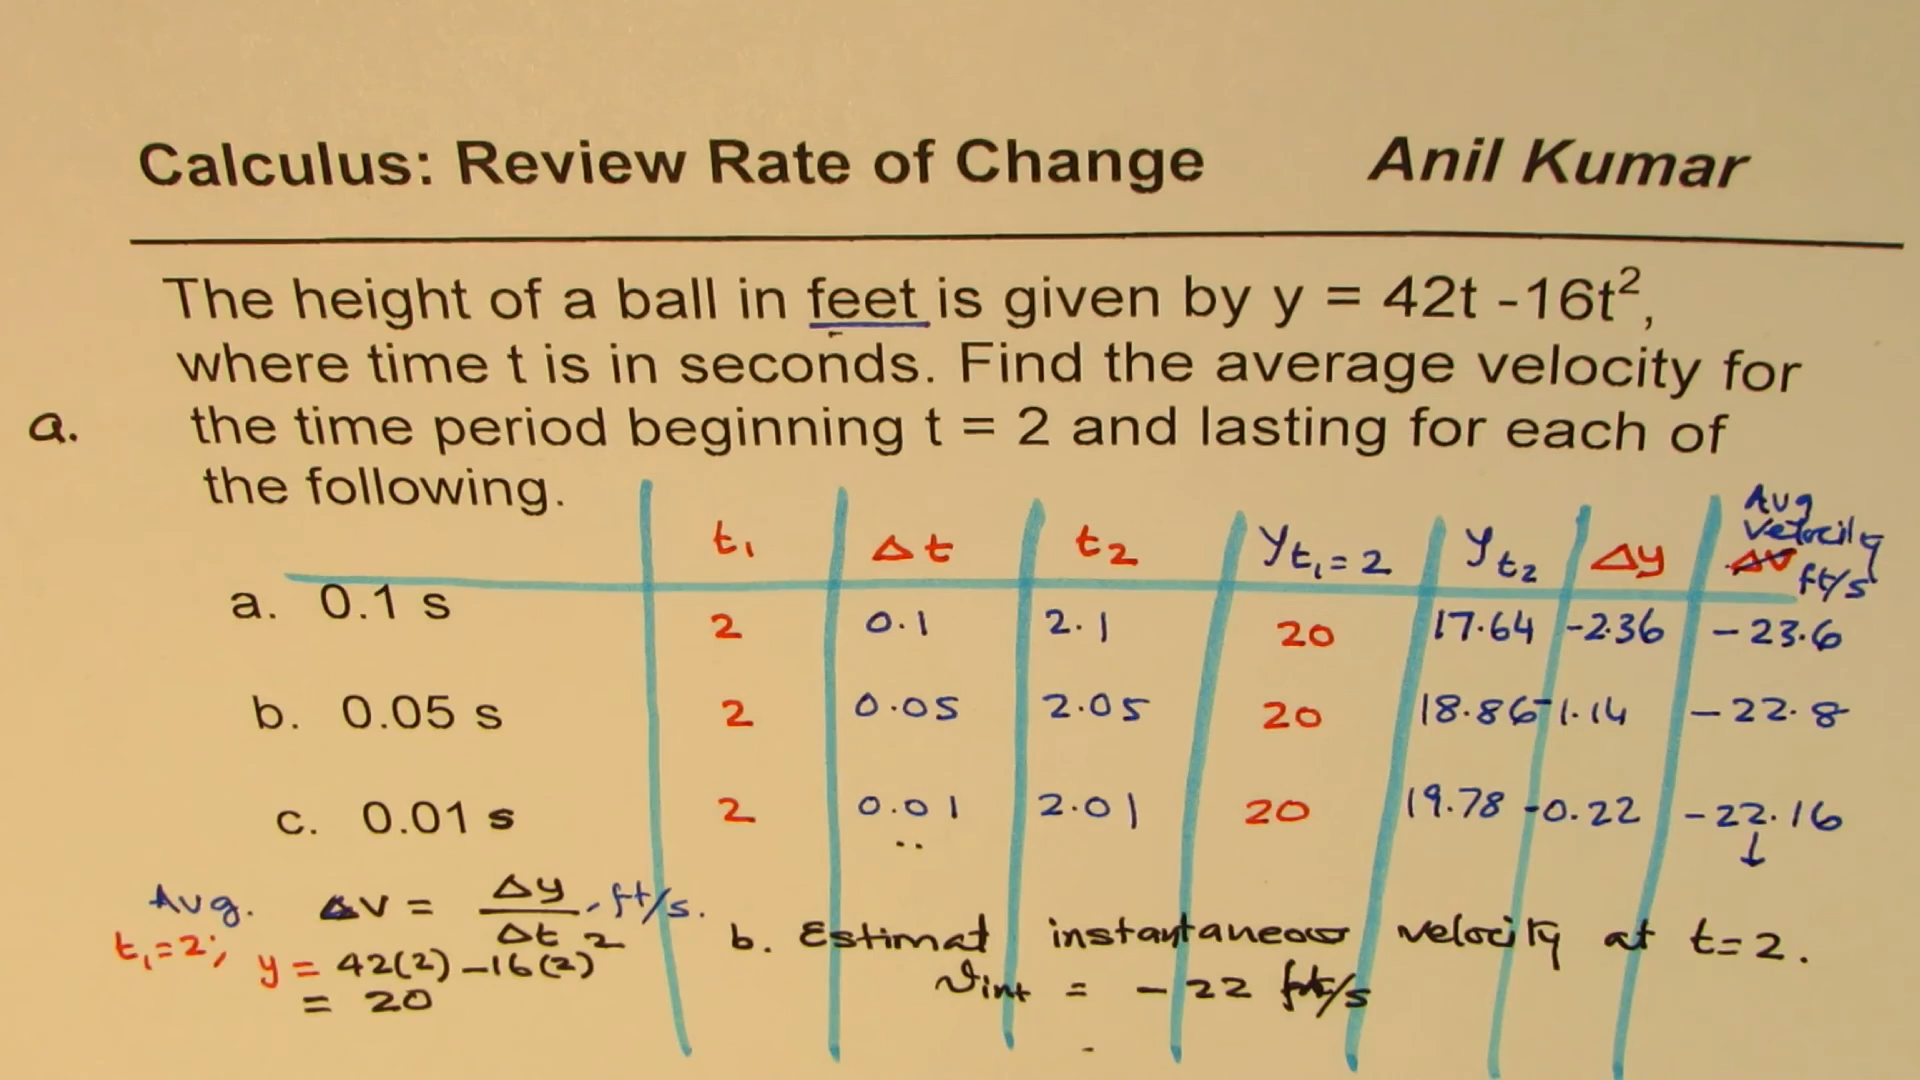 Calculus: Review Rate of Change Anil Kumar
The height of a ball in feet is given by y = 42t -16t²,
where time t is in seconds. Find the average velocity for
a. the time period beginning t = 2 and lasting for each of
the following.
t₁ Δt t₂ y t₁=2 y t₂ Δy Avg velocity ΔV ft/s
a. 0.1 s 2 0.1 2.1 20 17.64 -2.36 -23.6
b. 0.05 s 2 0.05 2.05 20 18.86 -1.14 -22.8
c. 0.01 s 2 0.01 2.01 20 19.78 -0.22 -22.16
.. ↓
Avg. ΔV = Δy/Δt , ft/s.
t₁=2; y = 42(2) -16(2)²
= 20
b. Estimat instantaneous velocity at t=2.
vint = -22 ft/s